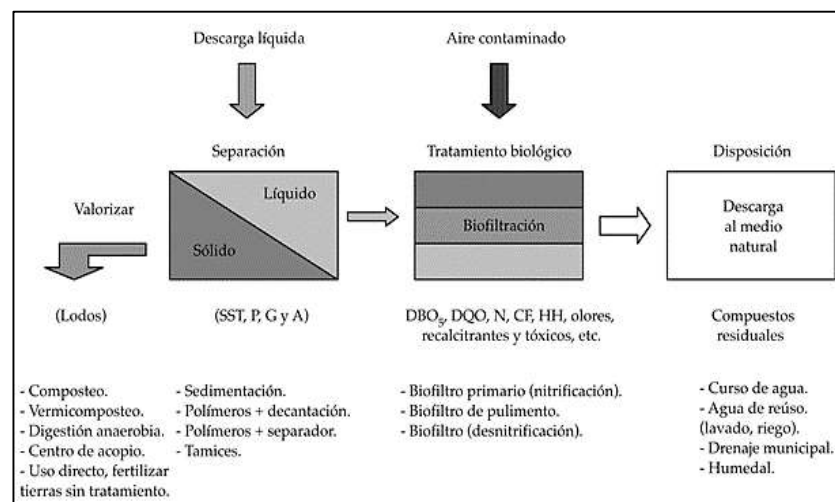 Descarga líquida
Aire contaminado
Separación
Tratamiento biológico
Disposición
Valorizar
Líquido
Sólido
Biofiltración
Descarga
al medio
natural
(Lodos)
(SST, P, G y A)
DBO5, DQO, N, CF, HH, olores,
recalcitrantes y tóxicos, etc.
Compuestos
residuales
- Composteo.
- Vermicomposteo.
- Digestión anaerobia.
- Centro de acopio.
- Uso directo, fertilizar
tierras sin tratamiento.
- Sedimentación.
- Polímeros + decantación.
- Polímeros + separador.
- Tamices.
- Biofiltro primario (nitrificación).
- Biofiltro de pulimento.
- Biofiltro (desnitrificación).
- Curso de agua.
- Agua de reúso.
(lavado, riego).
- Drenaje municipal.
- Humedal.